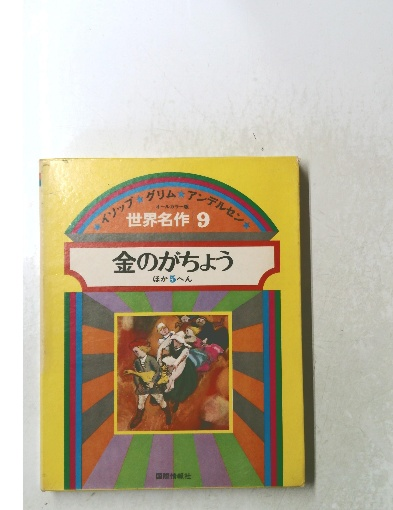 ★イソップ★グリム★アンデルセン★
オールカラー版
世界名作 9
金のがちょう
ほか5へん
国際情報社